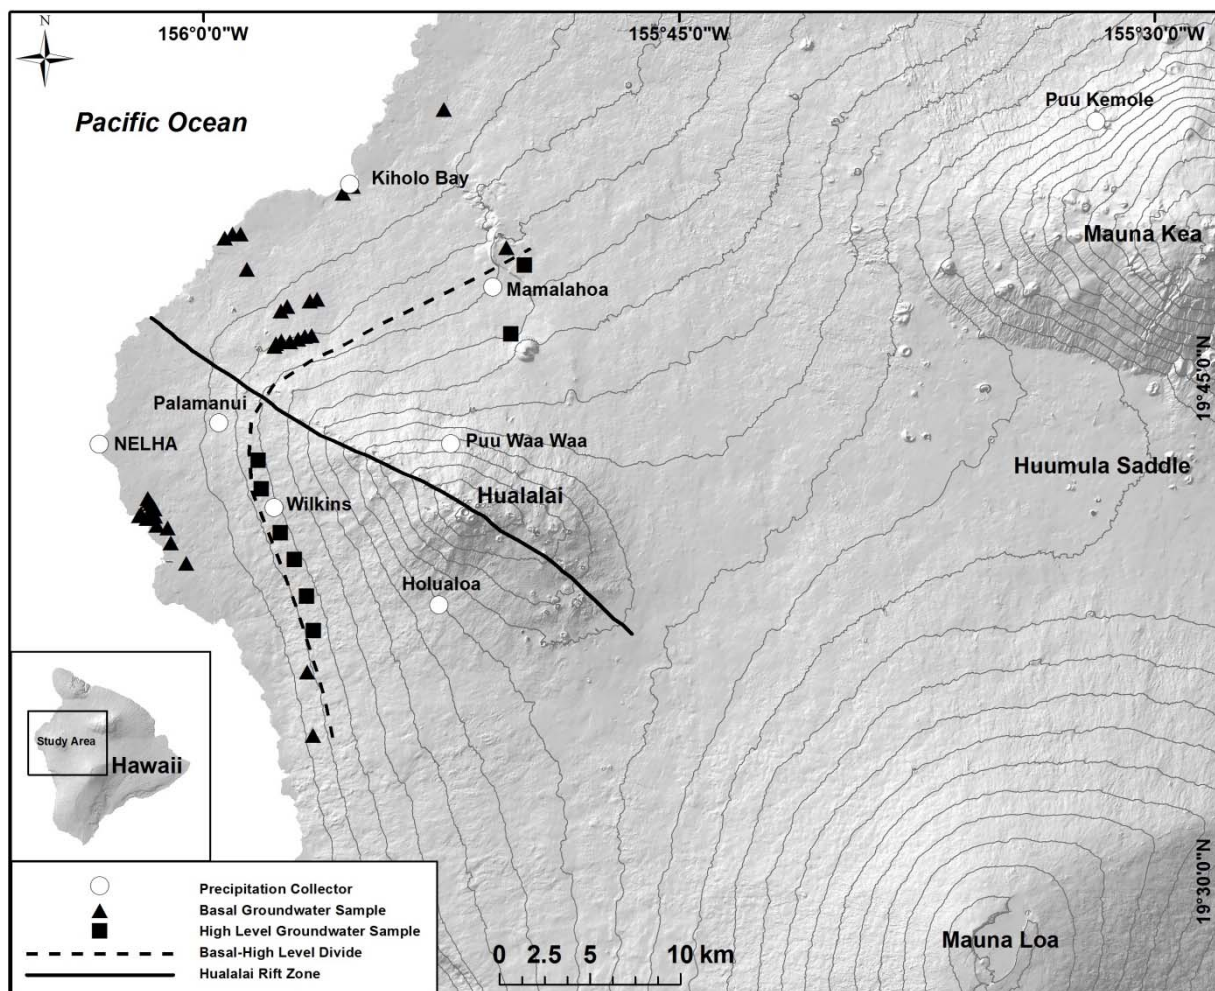 N
156°0'0"W
155°45'0"W
155°30'0"W
Pacific Ocean
Puu Kemole
Kiholo Bay
Mauna Kea
Mamalahoa
19°45'0"N
Palamanui
NELHA
Puu Waa Waa
Huumula Saddle
Hualalai
Wilkins
Holualoa
Study Area
Hawaii
19°30'0"N
Precipitation Collector
Basal Groundwater Sample
High Level Groundwater Sample
Basal-High Level Divide
Hualalai Rift Zone
0 2.5 5 10 km
Mauna Loa